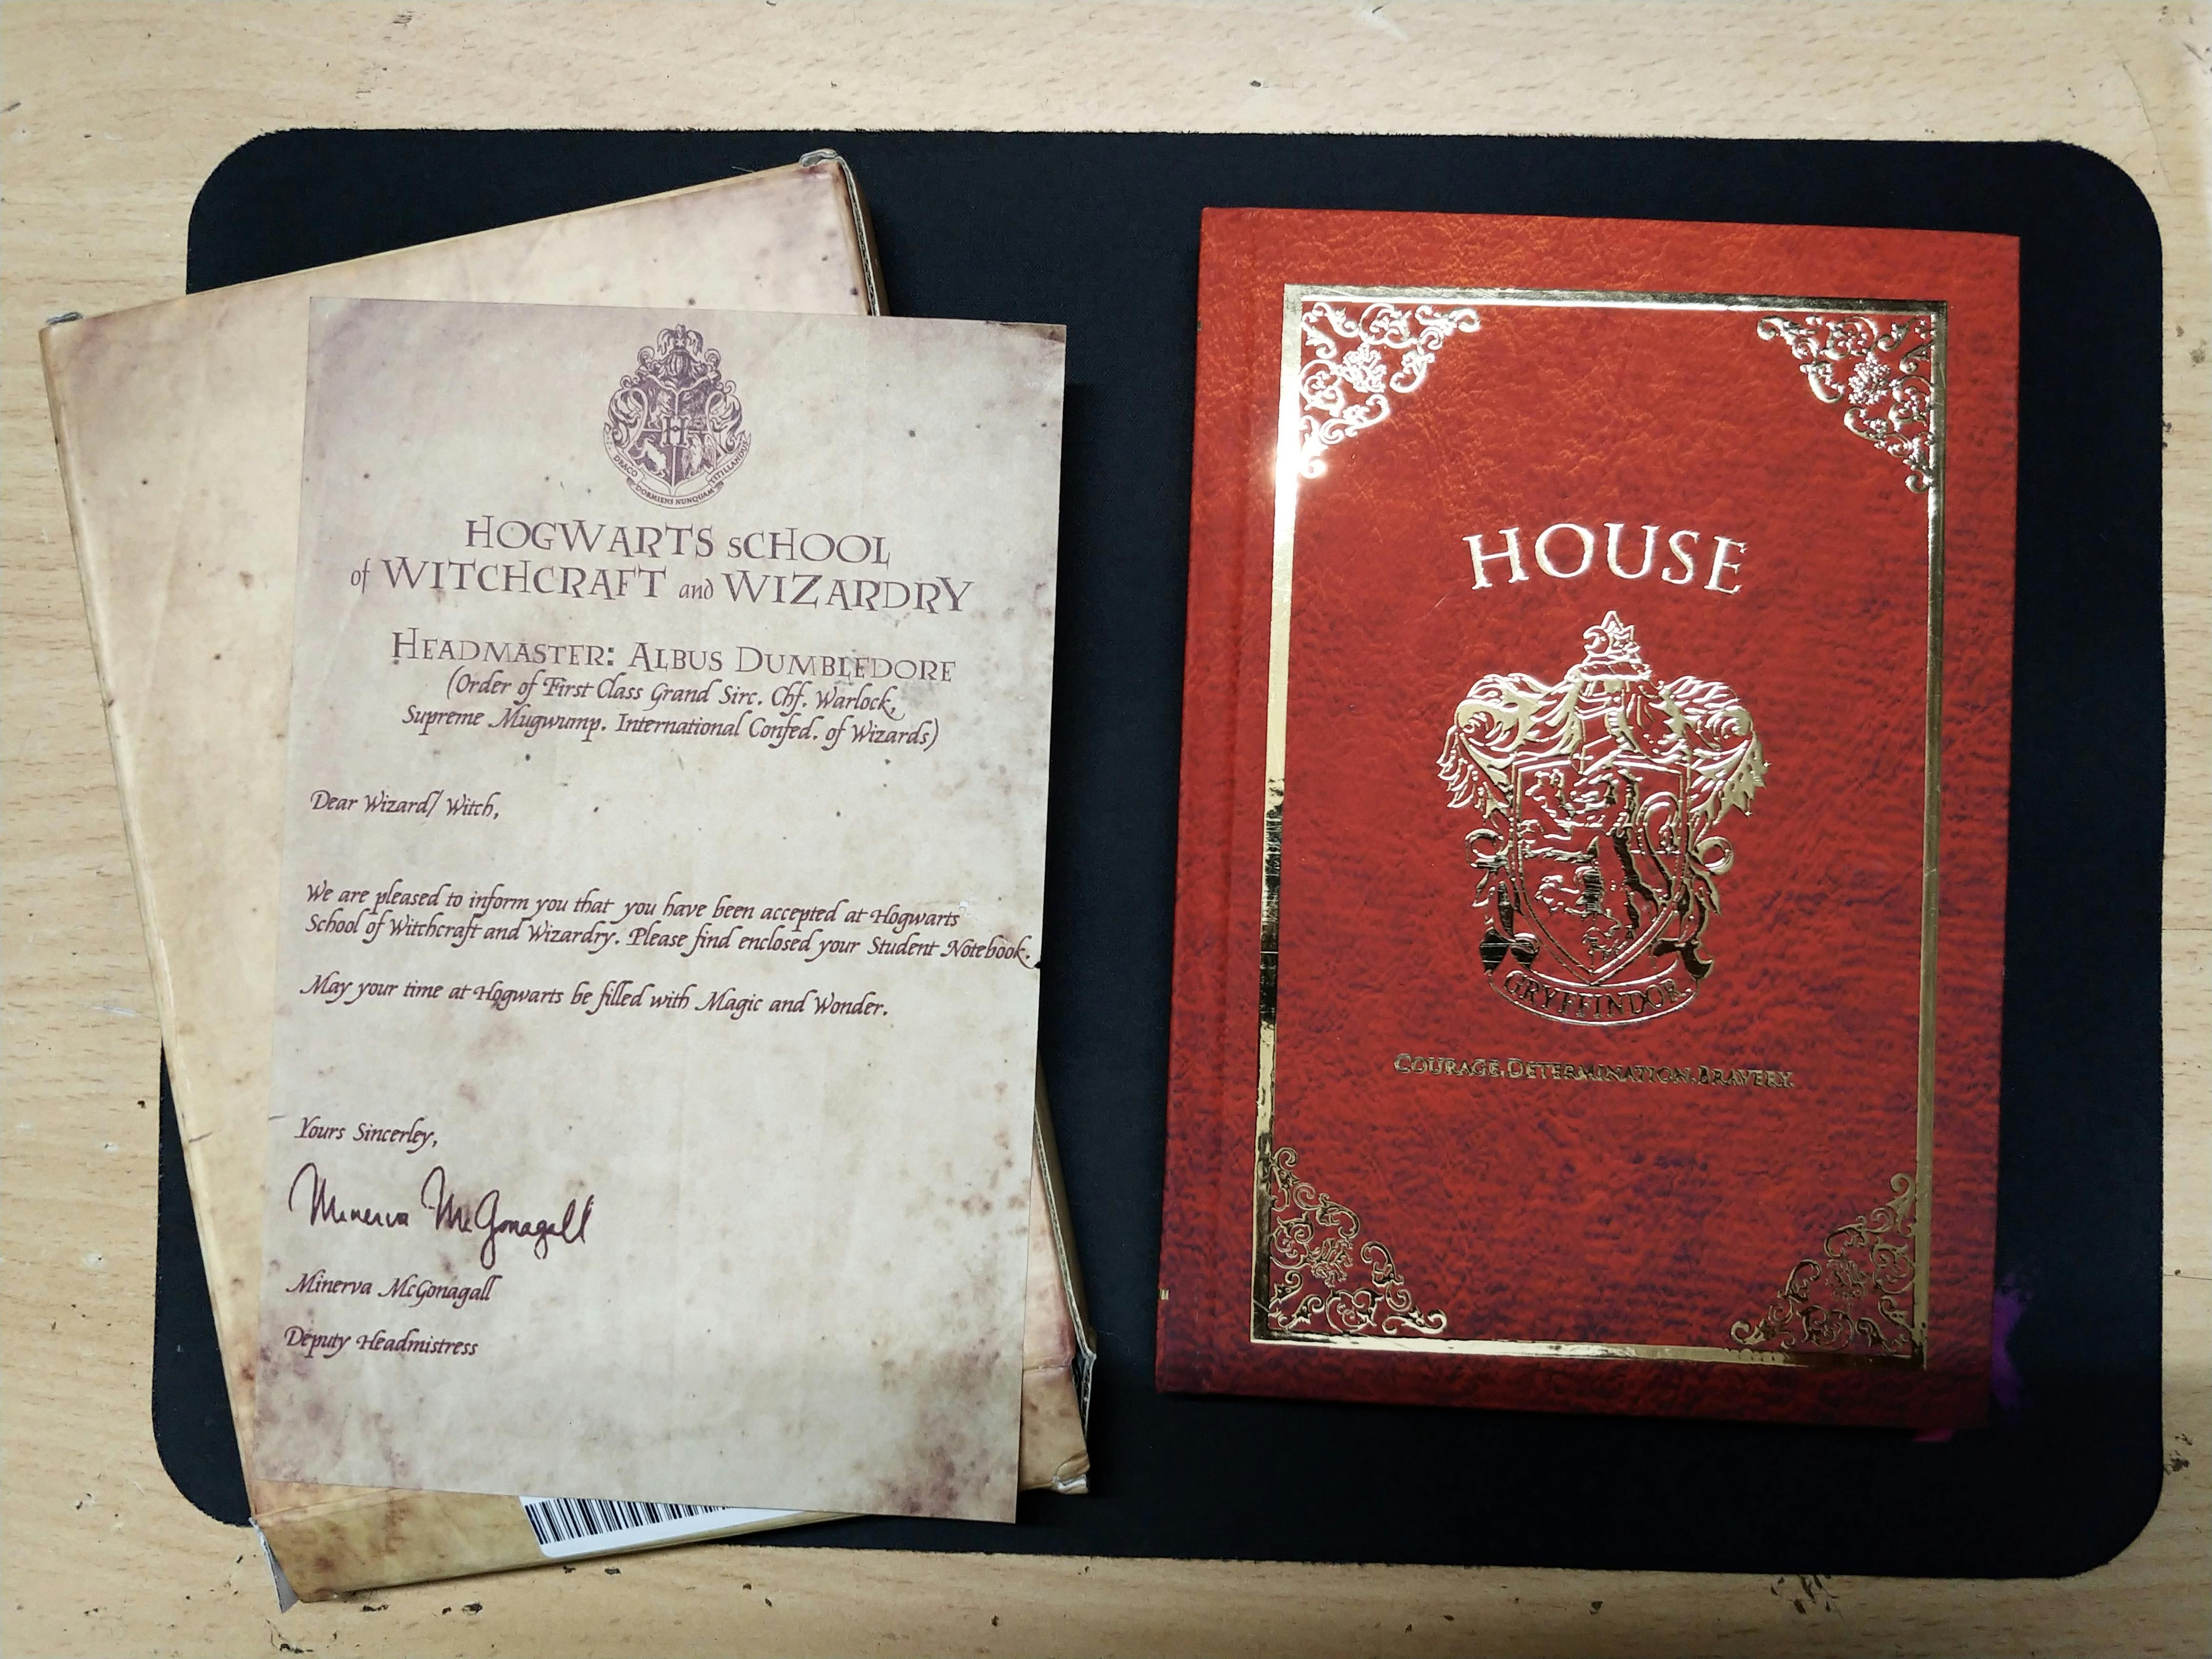 DRACO DORMIENS NUNQUAM TITILLANDUS
HOGWARTS SCHOOL
of WITCHCRAFT and WIZARDRY
HEADMASTER: ALBUS DUMBLEDORE
(Order of First Class Grand Sirc. Chf. Warlock,
Supreme Mugwump. International Confed. of Wizards)
Dear Wizard/ Witch,
We are pleased to inform you that you have been accepted at Hogwarts
School of Witchcraft and Wizardry. Please find enclosed your Student Notebook.
May your time at Hogwarts be filled with Magic and Wonder.
Yours Sincerley,
Minerva McGonagall
Minerva McGonagall
Deputy Headmistress
HOUSE
GRYFFINDOR
COURAGE.DETERMINATION.BRAVERY.